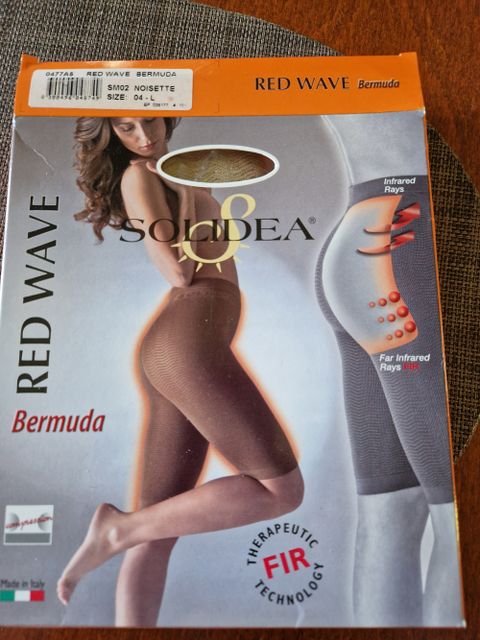 0477A5 RED WAVE BERMUDA
SM02 NOISETTE
SIZE: 04 - L
RED WAVE Bermuda
SOLIDEA®
RED WAVE
Bermuda
Infrared
Rays
Far Infrared
Rays FIR
compression
THERAPEUTIC
FIR
TECHNOLOGY
Made in Italy